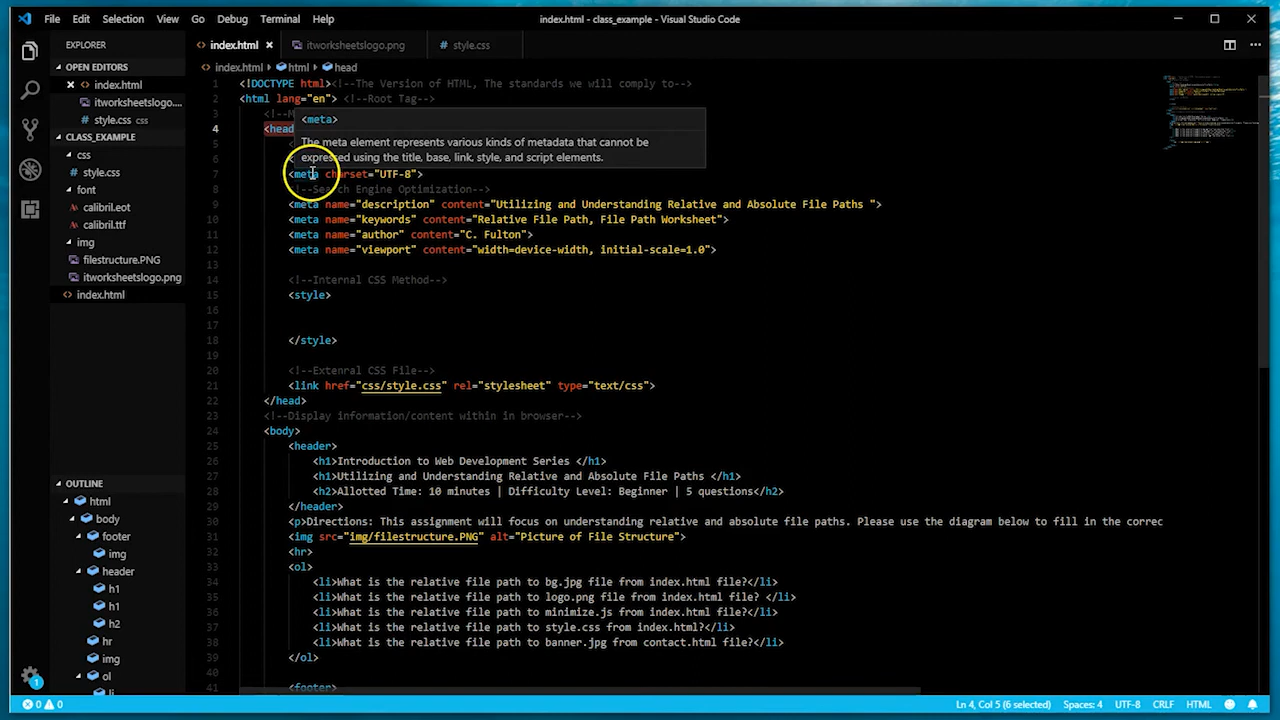 File Edit Selection View Go Debug Terminal Help
index.html - class_example - Visual Studio Code
EXPLORER
OPEN EDITORS
index.html
itworksheetslogo....
style.css css
CLASS_EXAMPLE
css
style.css
font
calibril.eot
calibril.ttf
img
filestructure.PNG
itworksheetslogo.png
index.html
OUTLINE
html
body
footer
img
header
h1
h1
h2
hr
img
ol
li
index.html itworksheetslogo.png style.css
index.html html head
1 <!DOCTYPE html><!--The Version of HTML, The standards we will comply to-->
2 <html lang="en"> <!--Root Tag-->
3 <!--M
<meta>
4 <head
The meta element represents various kinds of metadata that cannot be
5
expressed using the title, base, link, style, and script elements.
6
7 <meta charset="UTF-8">
8 <!--Search Engine Optimization-->
9 <meta name="description" content="Utilizing and Understanding Relative and Absolute File Paths ">
10 <meta name="keywords" content="Relative File Path, File Path Worksheet">
11 <meta name="author" content="C. Fulton">
12 <meta name="viewport" content="width=device-width, initial-scale=1.0">
13
14 <!--Internal CSS Method-->
15 <style>
16
17
18 </style>
19
20 <!--Extenral CSS File-->
21 <link href="css/style.css" rel="stylesheet" type="text/css">
22 </head>
23 <!--Display information/content within in browser-->
24 <body>
25 <header>
26 <h1>Introduction to Web Development Series </h1>
27 <h1>Utilizing and Understanding Relative and Absolute File Paths </h1>
28 <h2>Allotted Time: 10 minutes | Difficulty Level: Beginner | 5 questions</h2>
29 </header>
30 <p>Directions: This assignment will focus on understanding relative and absolute file paths. Please use the diagram below to fill in the correc
31 <img src="img/filestructure.PNG" alt="Picture of File Structure">
32 <hr>
33 <ol>
34 <li>What is the relative file path to bg.jpg file from index.html file?</li>
35 <li>What is the relative file path to logo.png file from index.html file? </li>
36 <li>What is the relative file path to minimize.js from index.html file?</li>
37 <li>What is the relative file path to style.css from index.html?</li>
38 <li>What is the relative file path to banner.jpg from contact.html file?</li>
39 </ol>
40
41 <footer>
1
0 0 Ln 4, Col 5 (6 selected) Spaces: 4 UTF-8 CRLF HTML